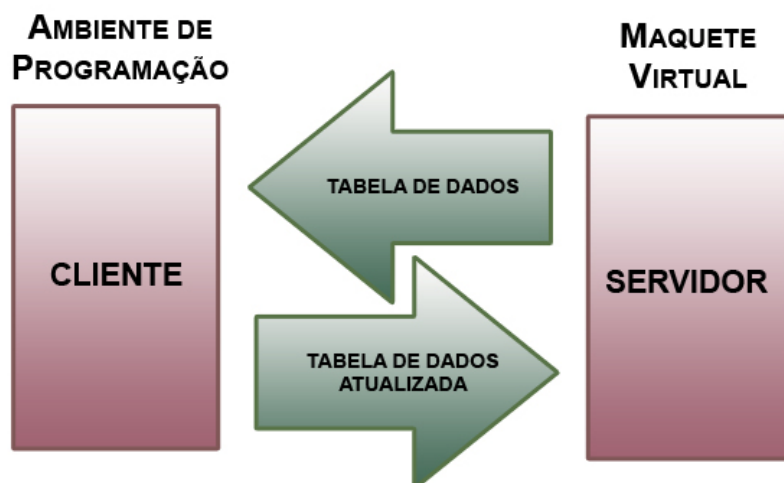 AMBIENTE DE
PROGRAMAÇÃO
MAQUETE
VIRTUAL
TABELA DE DADOS
CLIENTE
SERVIDOR
TABELA DE DADOS
ATUALIZADA